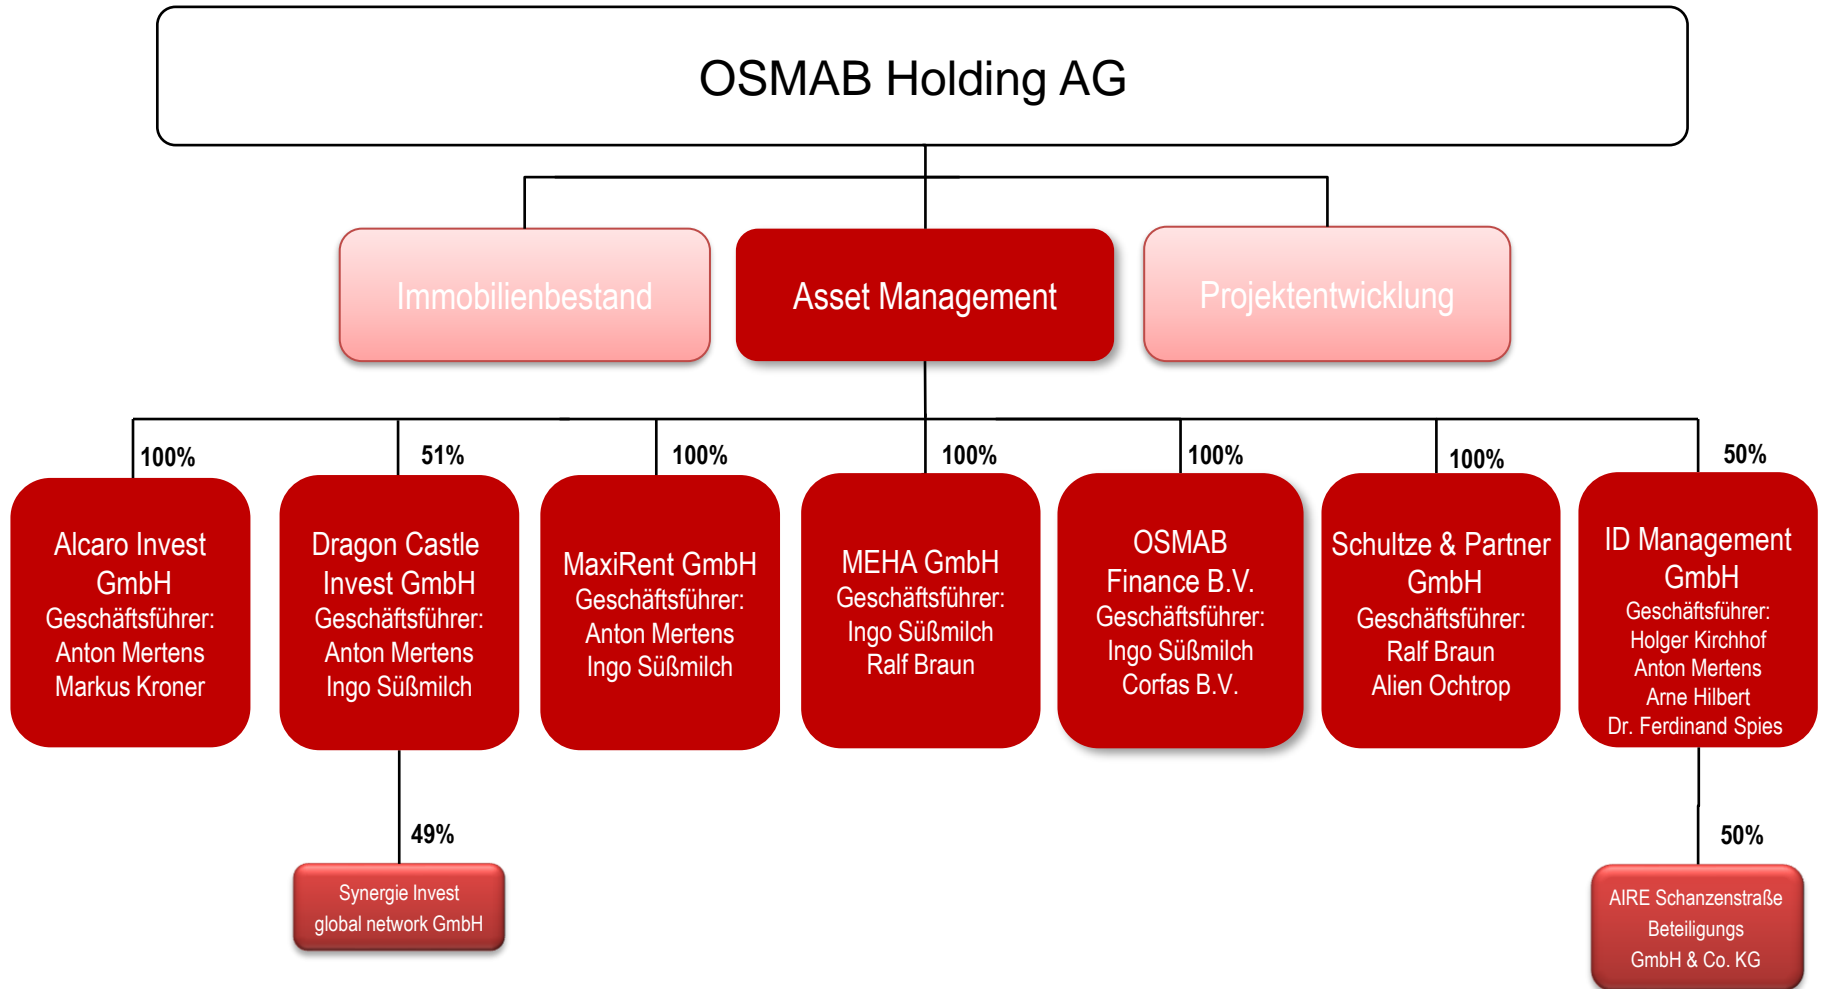 OSMAB Holding AG
Immobilienbestand
Asset Management
Projektentwicklung
100%
51%
100%
100%
100%
100%
50%
Alcaro Invest
GmbH
Geschäftsführer:
Anton Mertens
Markus Kroner
Dragon Castle
Invest GmbH
Geschäftsführer:
Anton Mertens
Ingo Süßmilch
MaxiRent GmbH
Geschäftsführer:
Anton Mertens
Ingo Süßmilch
MEHA GmbH
Geschäftsführer:
Ingo Süßmilch
Ralf Braun
OSMAB
Finance B.V.
Geschäftsführer:
Ingo Süßmilch
Corfas B.V.
Schultze & Partner
GmbH
Geschäftsführer:
Ralf Braun
Alien Ochtrop
ID Management
GmbH
Geschäftsführer:
Holger Kirchhof
Anton Mertens
Arne Hilbert
Dr. Ferdinand Spies
49%
50%
Synergie Invest
global network GmbH
AIRE Schanzenstraße
Beteiligungs
GmbH & Co. KG